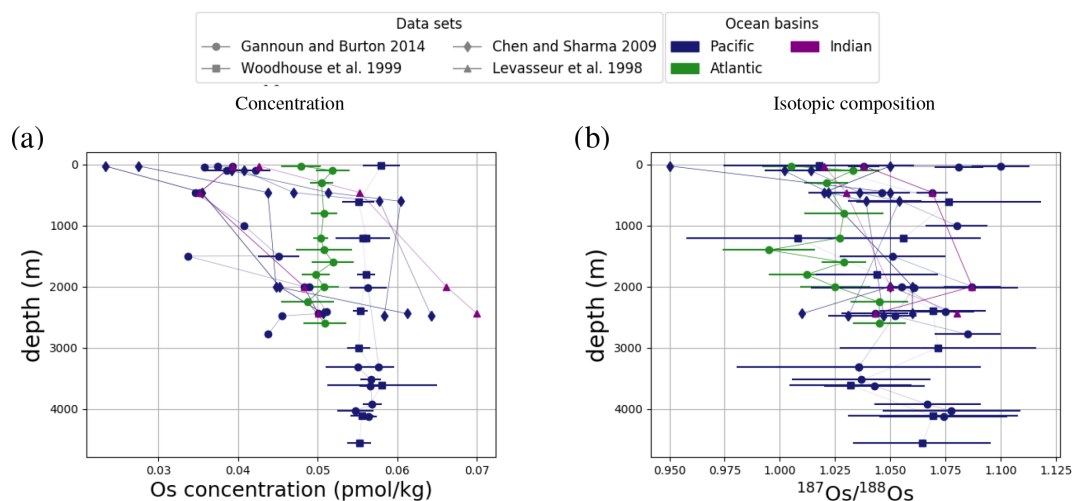 Data sets
Gannoun and Burton 2014
Woodhouse et al. 1999
Chen and Sharma 2009
Levasseur et al. 1998
Ocean basins
Pacific
Atlantic
Indian
Concentration
Isotopic composition
(a)
(b)
0
1000
2000
3000
4000
depth (m)
0.03
0.04
0.05
0.06
0.07
Os concentration (pmol/kg)
0
1000
2000
3000
4000
depth (m)
0.950
0.975
1.000
1.025
1.050
1.075
1.100
1.125
¹⁸⁷Os/¹⁸⁸Os